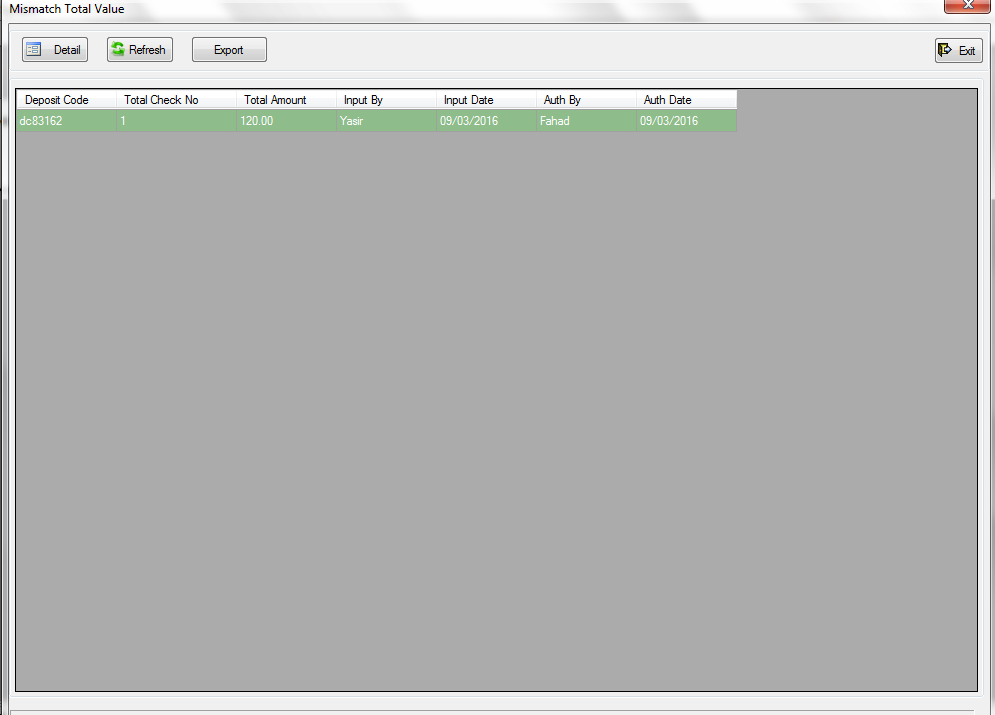 Mismatch Total Value
Detail Refresh Export Exit
Deposit Code Total Check No Total Amount Input By Input Date Auth By Auth Date
dc83162 1 120.00 Yasir 09/03/2016 Fahad 09/03/2016